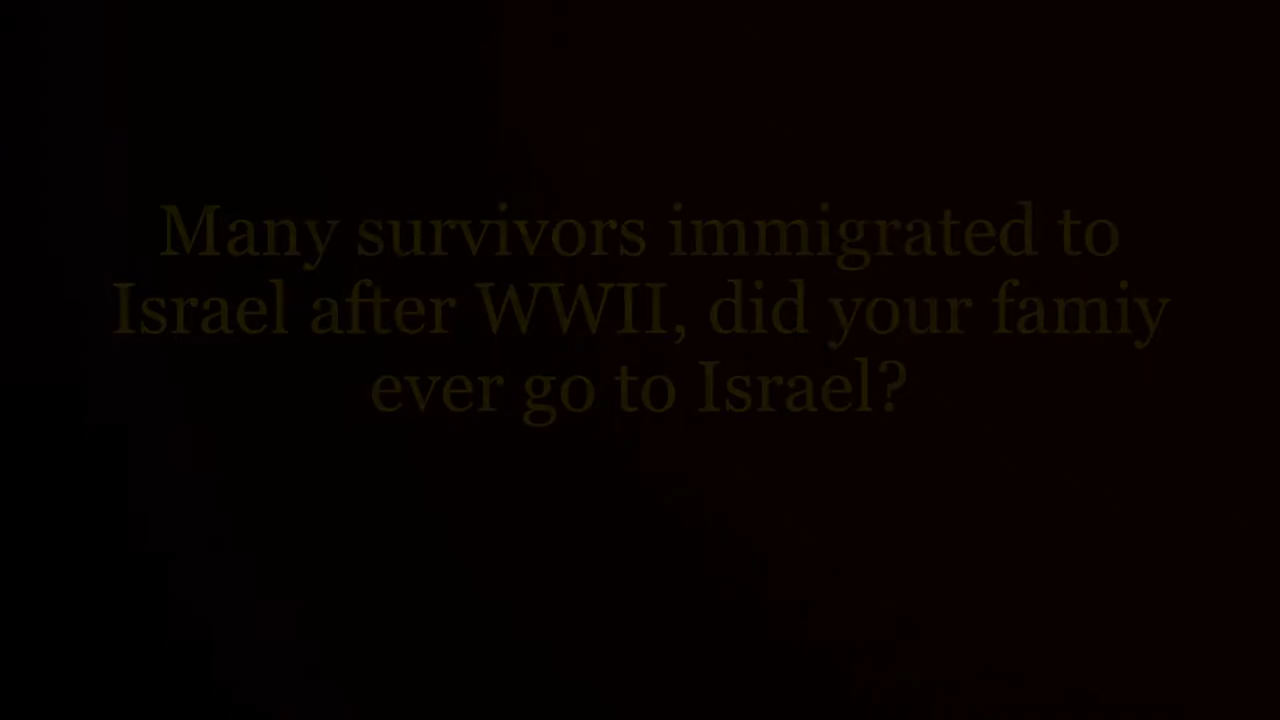 Many survivors immigrated to
Israel after WWII, did your famiy
ever go to Israel?